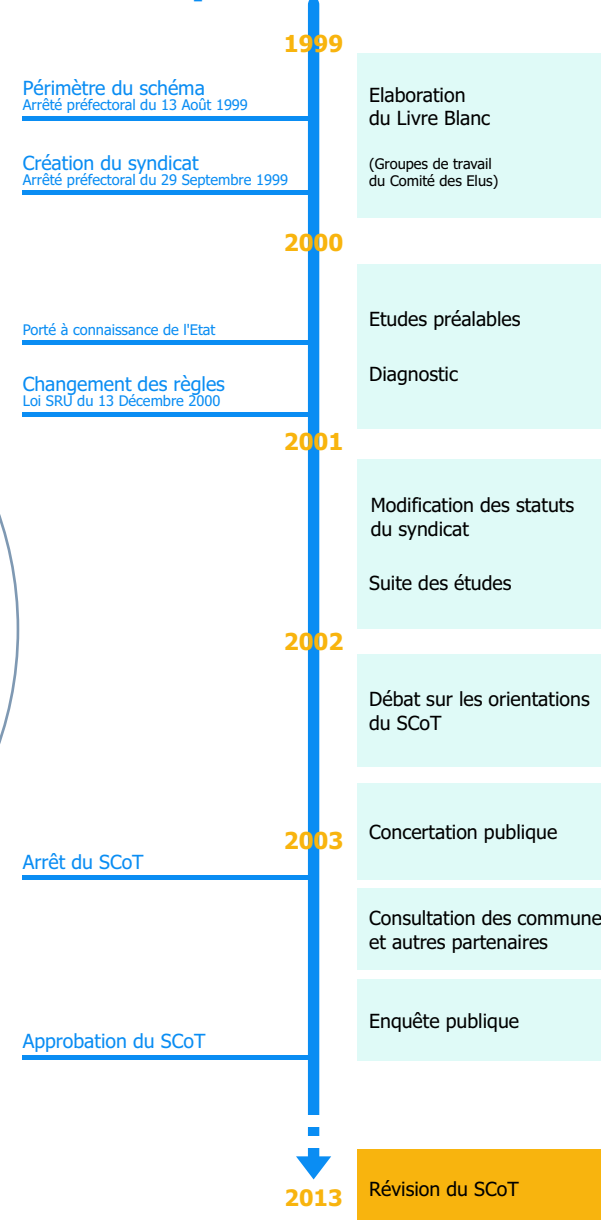 1999
Périmètre du schéma
Arrêté préfectoral du 13 Août 1999
Elaboration
du Livre Blanc
(Groupes de travail
du Comité des Elus)
Création du syndicat
Arrêté préfectoral du 29 Septembre 1999
2000
Porté à connaissance de l'Etat
Etudes préalables
Diagnostic
Changement des règles
Loi SRU du 13 Décembre 2000
2001
Modification des statuts
du syndicat
Suite des études
2002
Débat sur les orientations
du SCoT
2003
Concertation publique
Arrêt du SCoT
Consultation des commune
et autres partenaires
Enquête publique
Approbation du SCoT
2013
Révision du SCoT